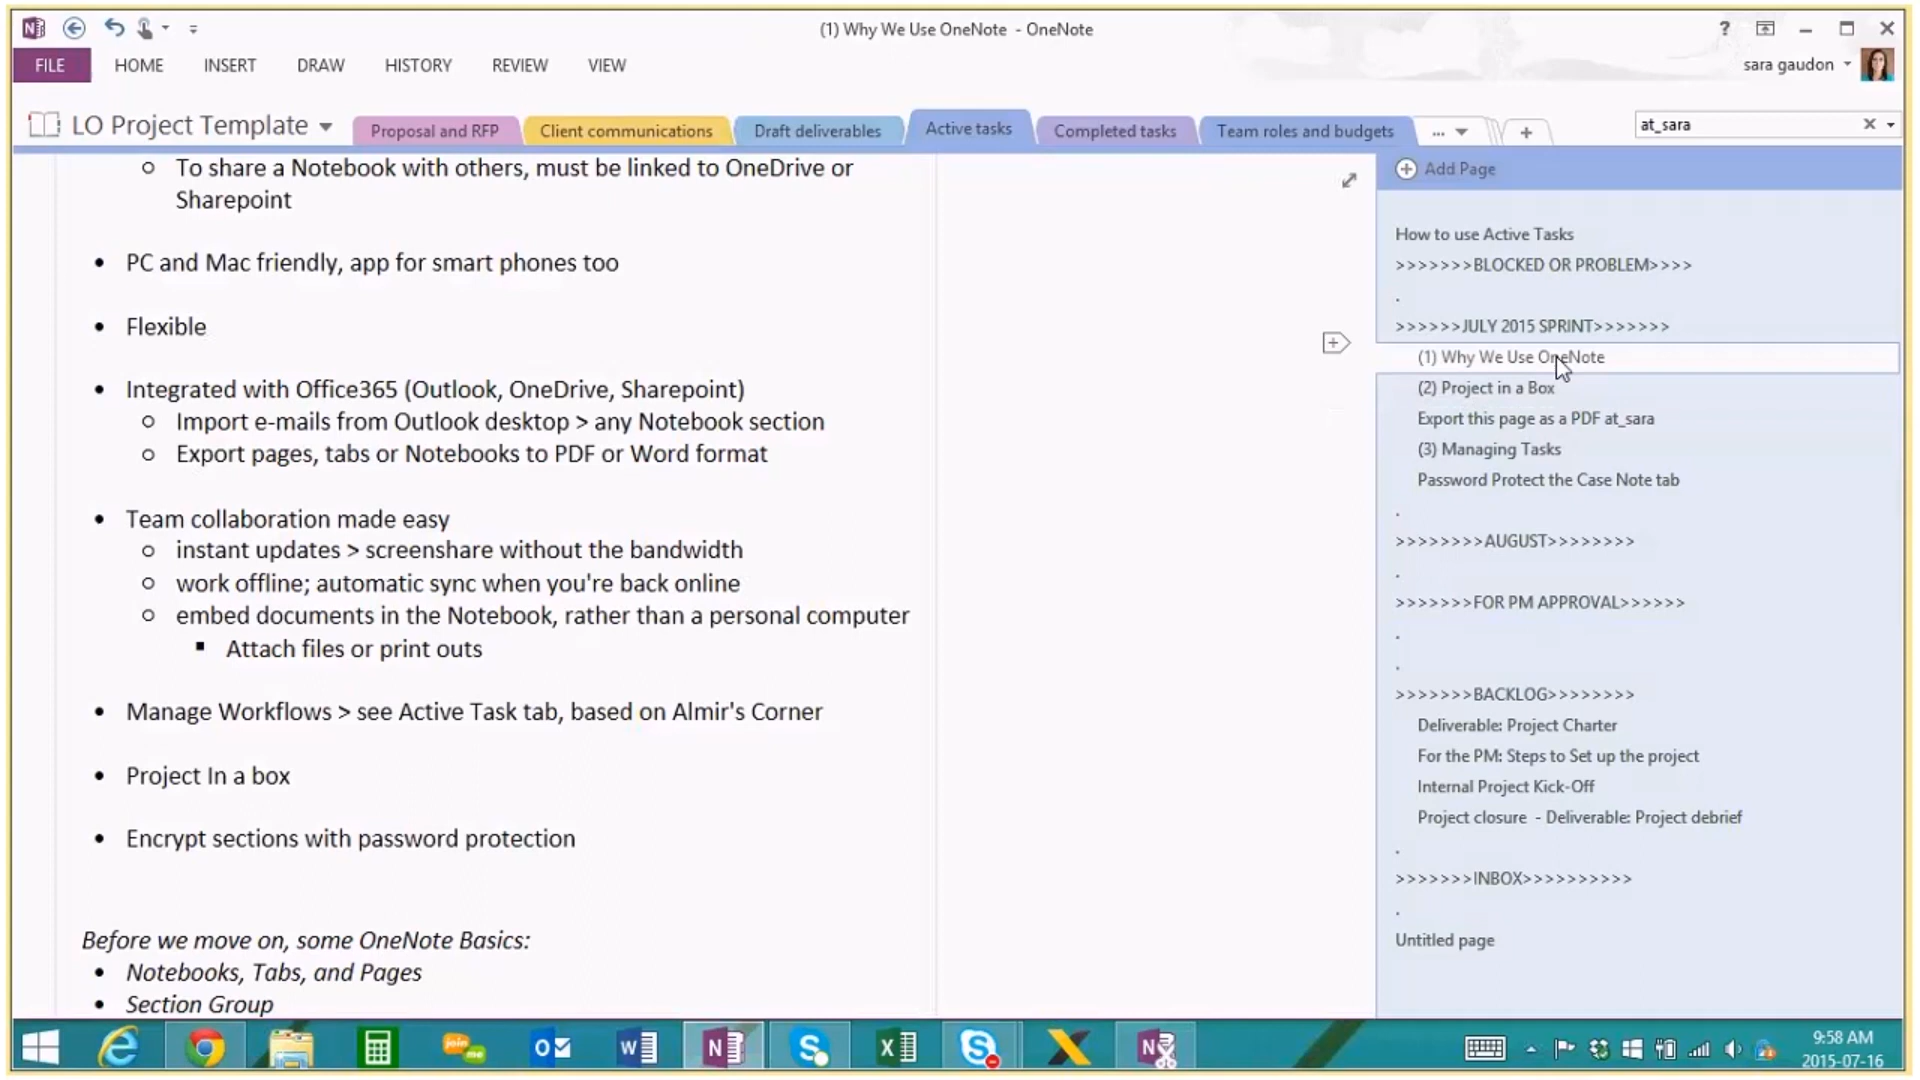 (1) Why We Use OneNote - OneNote
?
FILE HOME INSERT DRAW HISTORY REVIEW VIEW
sara gaudon
LO Project Template
Proposal and RFP
Client communications
Draft deliverables
Active tasks
Completed tasks
Team roles and budgets
...
at_sara
To share a Notebook with others, must be linked to OneDrive or
Sharepoint
• PC and Mac friendly, app for smart phones too
• Flexible
• Integrated with Office365 (Outlook, OneDrive, Sharepoint)
Import e-mails from Outlook desktop > any Notebook section
Export pages, tabs or Notebooks to PDF or Word format
• Team collaboration made easy
instant updates > screenshare without the bandwidth
work offline; automatic sync when you're back online
embed documents in the Notebook, rather than a personal computer
Attach files or print outs
• Manage Workflows > see Active Task tab, based on Almir's Corner
• Project In a box
• Encrypt sections with password protection
Before we move on, some OneNote Basics:
• Notebooks, Tabs, and Pages
• Section Group
Add Page
How to use Active Tasks
>>>>>>>BLOCKED OR PROBLEM>>>>
.
>>>>>>JULY 2015 SPRINT>>>>>>>
(1) Why We Use OneNote
(2) Project in a Box
Export this page as a PDF at_sara
(3) Managing Tasks
Password Protect the Case Note tab
.
>>>>>>>>AUGUST>>>>>>>>
.
>>>>>>>FOR PM APPROVAL>>>>>>
.
.
>>>>>>>BACKLOG>>>>>>>>
Deliverable: Project Charter
For the PM: Steps to Set up the project
Internal Project Kick-Off
Project closure - Deliverable: Project debrief
.
>>>>>>>INBOX>>>>>>>>>>
.
Untitled page
join me
9:58 AM
2015-07-16